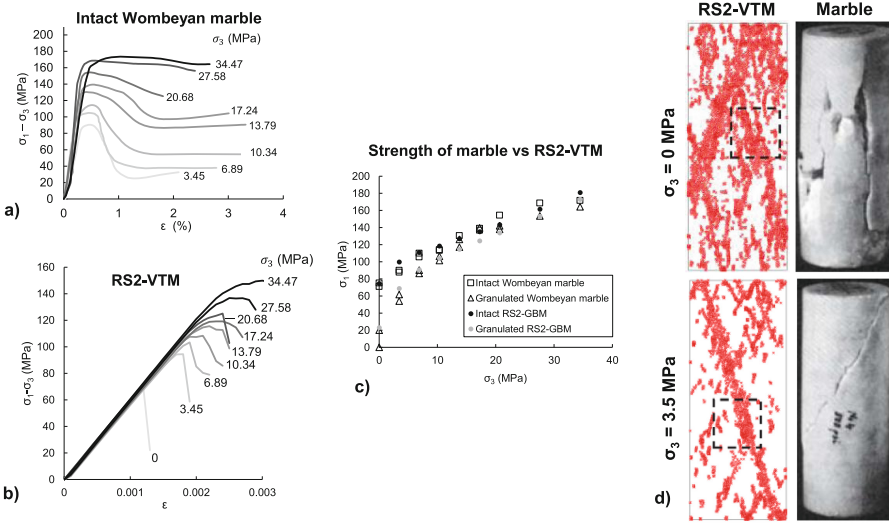 Intact Wombeyan marble
σ3 (MPa)
200
180
160
140
120
100
80
60
40
20
0
σ1 – σ3 (MPa)
34.47
27.58
20.68
17.24
13.79
10.34
6.89
3.45
0
1
2
3
4
ε (%)
a)
RS2-VTM
σ3 (MPa)
160
140
120
100
80
60
40
20
0
σ1-σ3 (MPa)
34.47
27.58
20.68
17.24
13.79
10.34
6.89
3.45
0
0
0.001
0.002
0.003
ε
b)
Strength of marble vs RS2-VTM
200
180
160
140
120
100
80
60
40
20
0
σ1 (MPa)
Intact Wombeyan marble
Granulated Wombeyan marble
Intact RS2-GBM
Granulated RS2-GBM
0
10
20
30
40
σ3 (MPa)
c)
RS2-VTM
Marble
σ3 = 0 MPa
σ3 = 3.5 MPa
d)